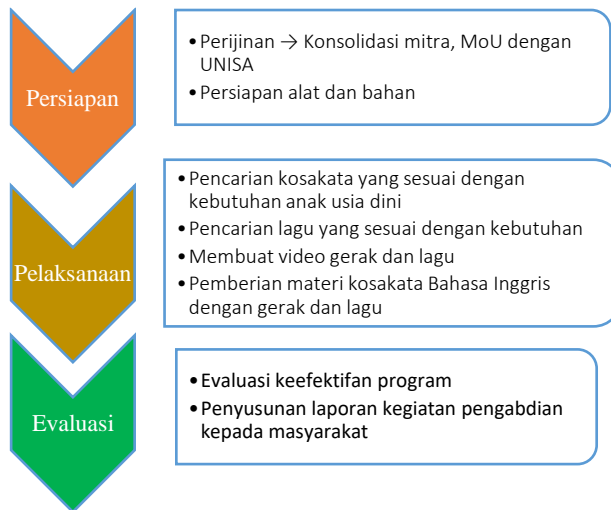 Persiapan
• Perijinan → Konsolidasi mitra, MoU dengan
UNISA
• Persiapan alat dan bahan
Pelaksanaan
• Pencarian kosakata yang sesuai dengan
kebutuhan anak usia dini
• Pencarian lagu yang sesuai dengan kebutuhan
• Membuat video gerak dan lagu
• Pemberian materi kosakata Bahasa Inggris
dengan gerak dan lagu
Evaluasi
• Evaluasi keefektifan program
• Penyusunan laporan kegiatan pengabdian
kepada masyarakat